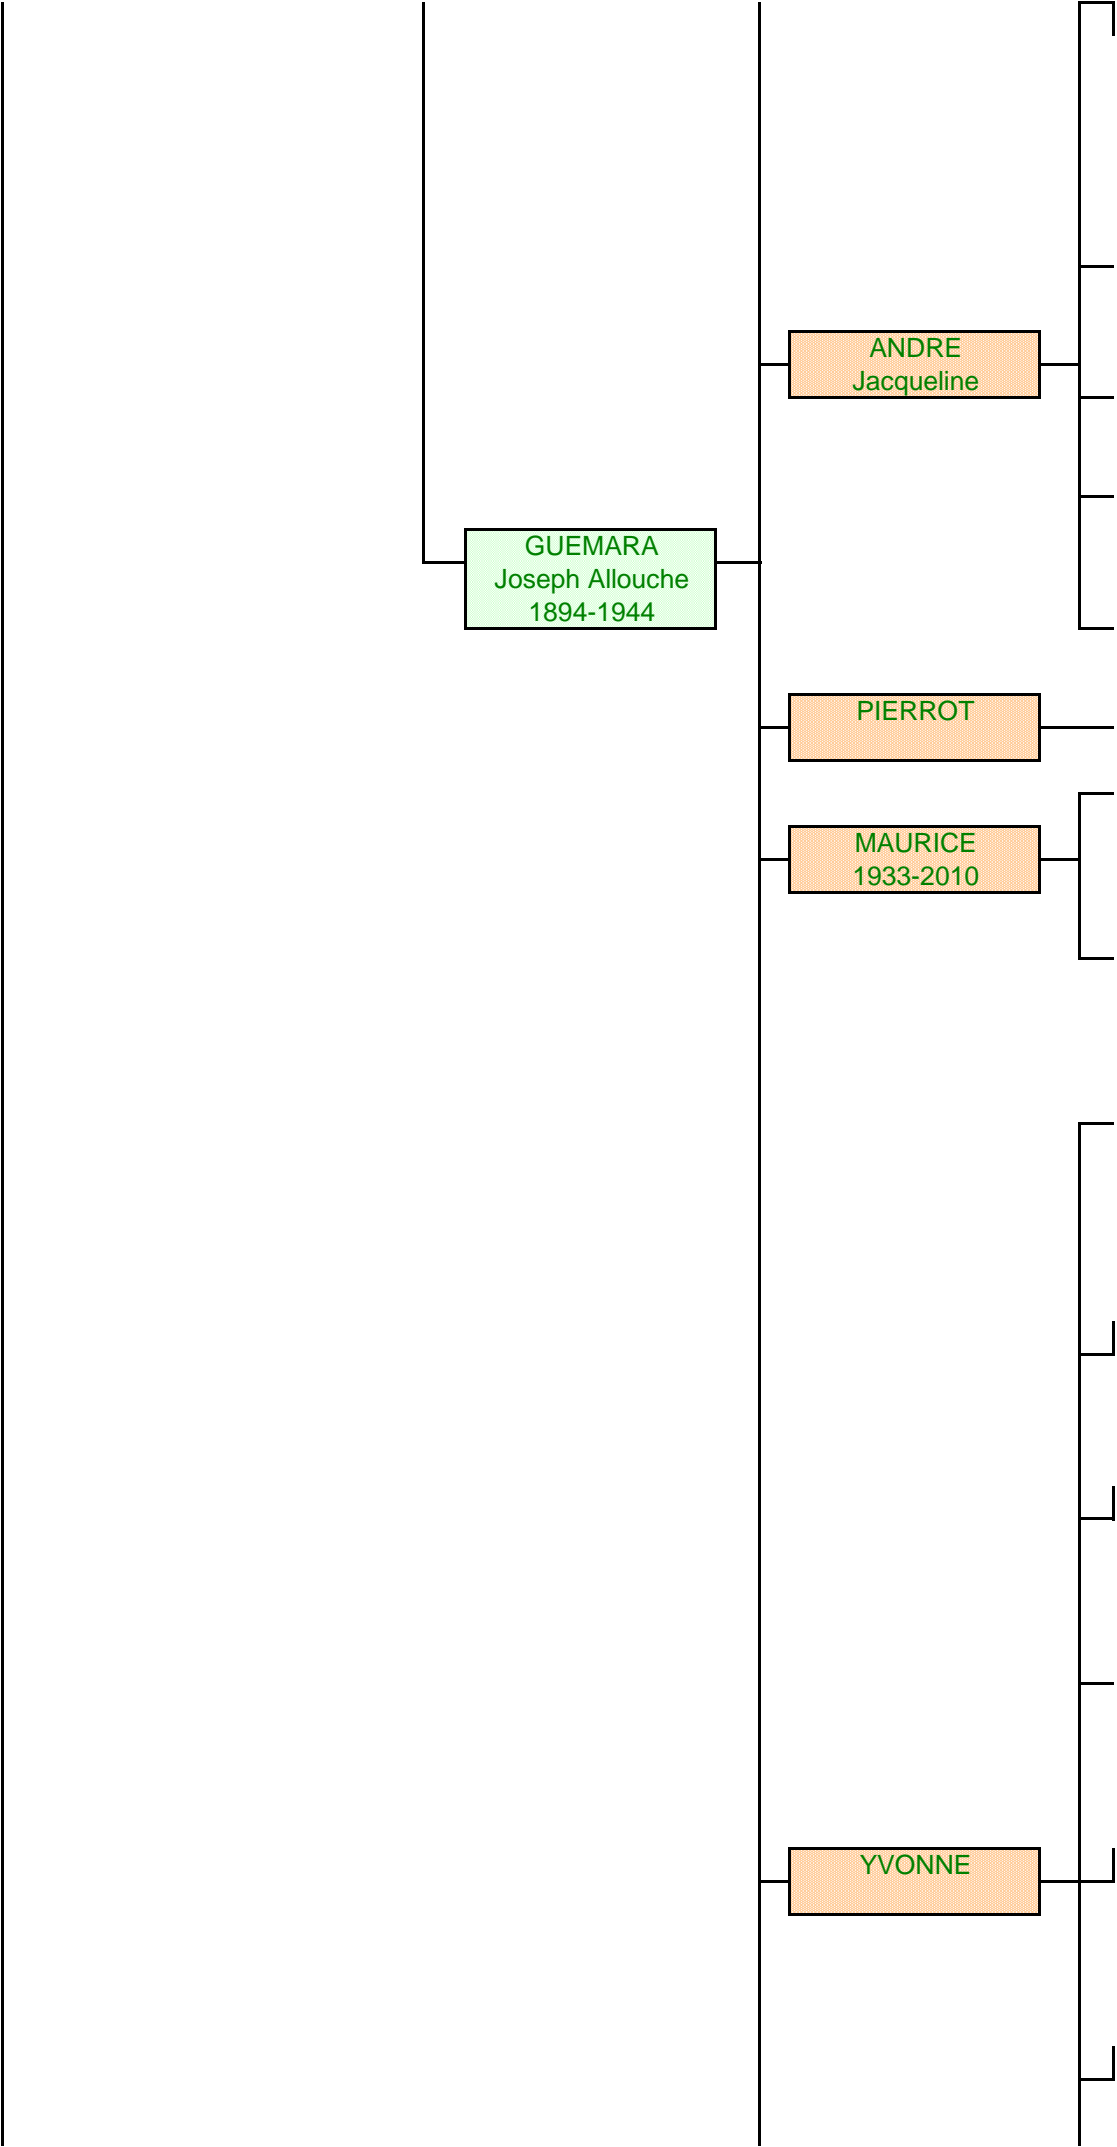 ANDRE
Jacqueline
GUEMARA
Joseph Allouche
1894-1944
PIERROT
MAURICE
1933-2010
YVONNE